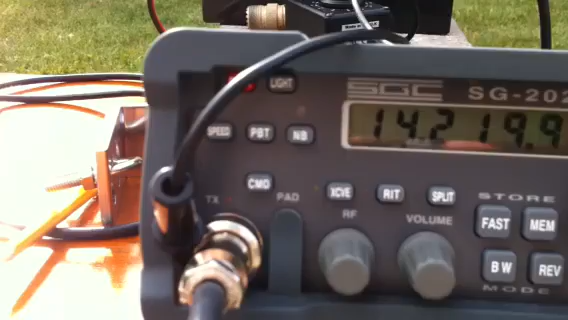 LIGHT
SGC SG-202
14.219.9
SPEED PBT NB
CMD
XCVE RIT SPLIT
STORE
TX PAD RF VOLUME
FAST MEM
BW REV
MODE